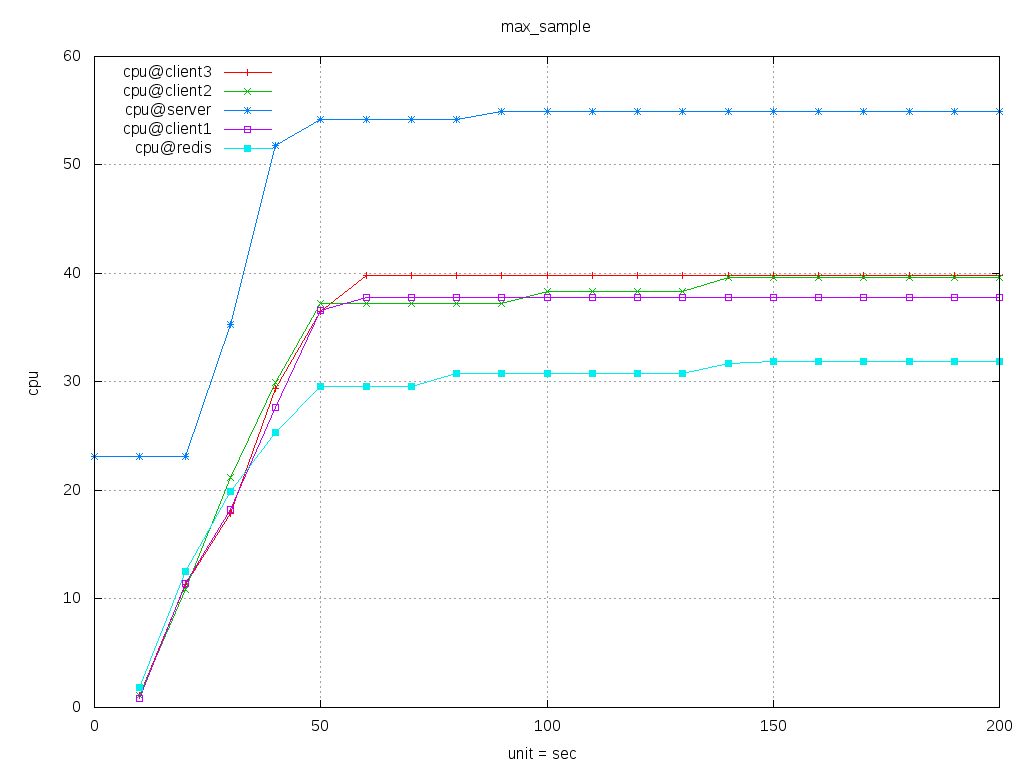 max_sample
60
50
40
30
20
10
0
cpu
cpu@client3
cpu@client2
cpu@server
cpu@client1
cpu@redis
0 50 100 150 200
unit = sec